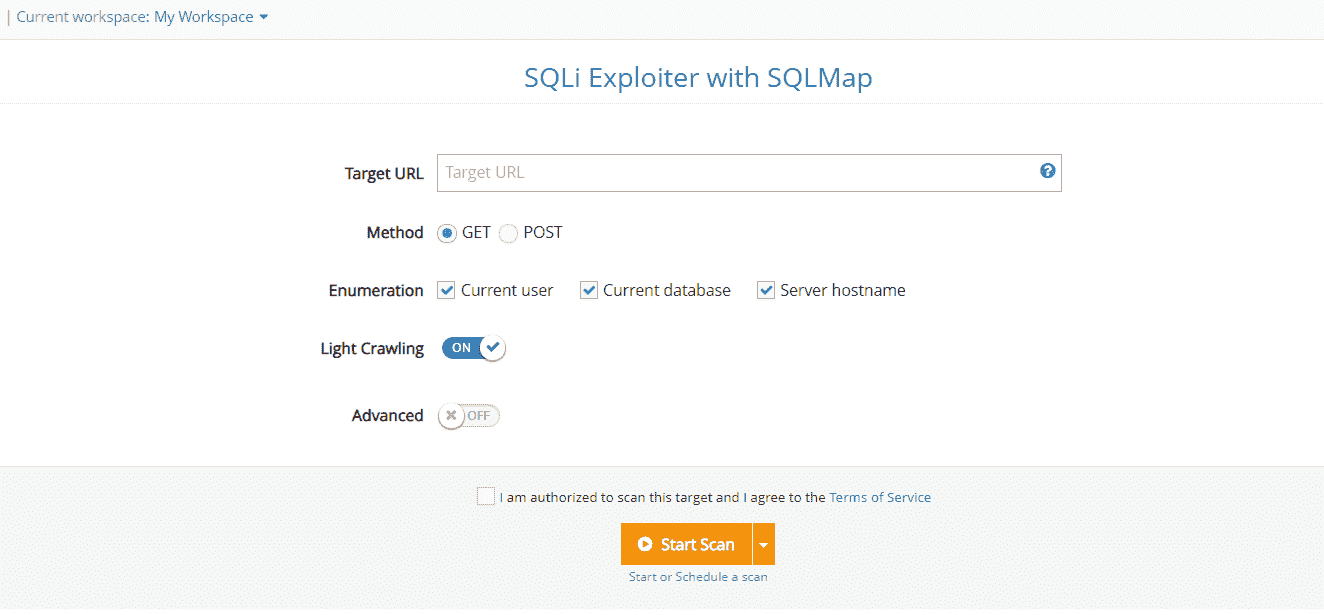 | Current workspace: My Workspace
SQLi Exploiter with SQLMap
Target URL Target URL ?
Method GET POST
Enumeration Current user Current database Server hostname
Light Crawling ON
Advanced OFF
I am authorized to scan this target and I agree to the Terms of Service
Start Scan
Start or Schedule a scan